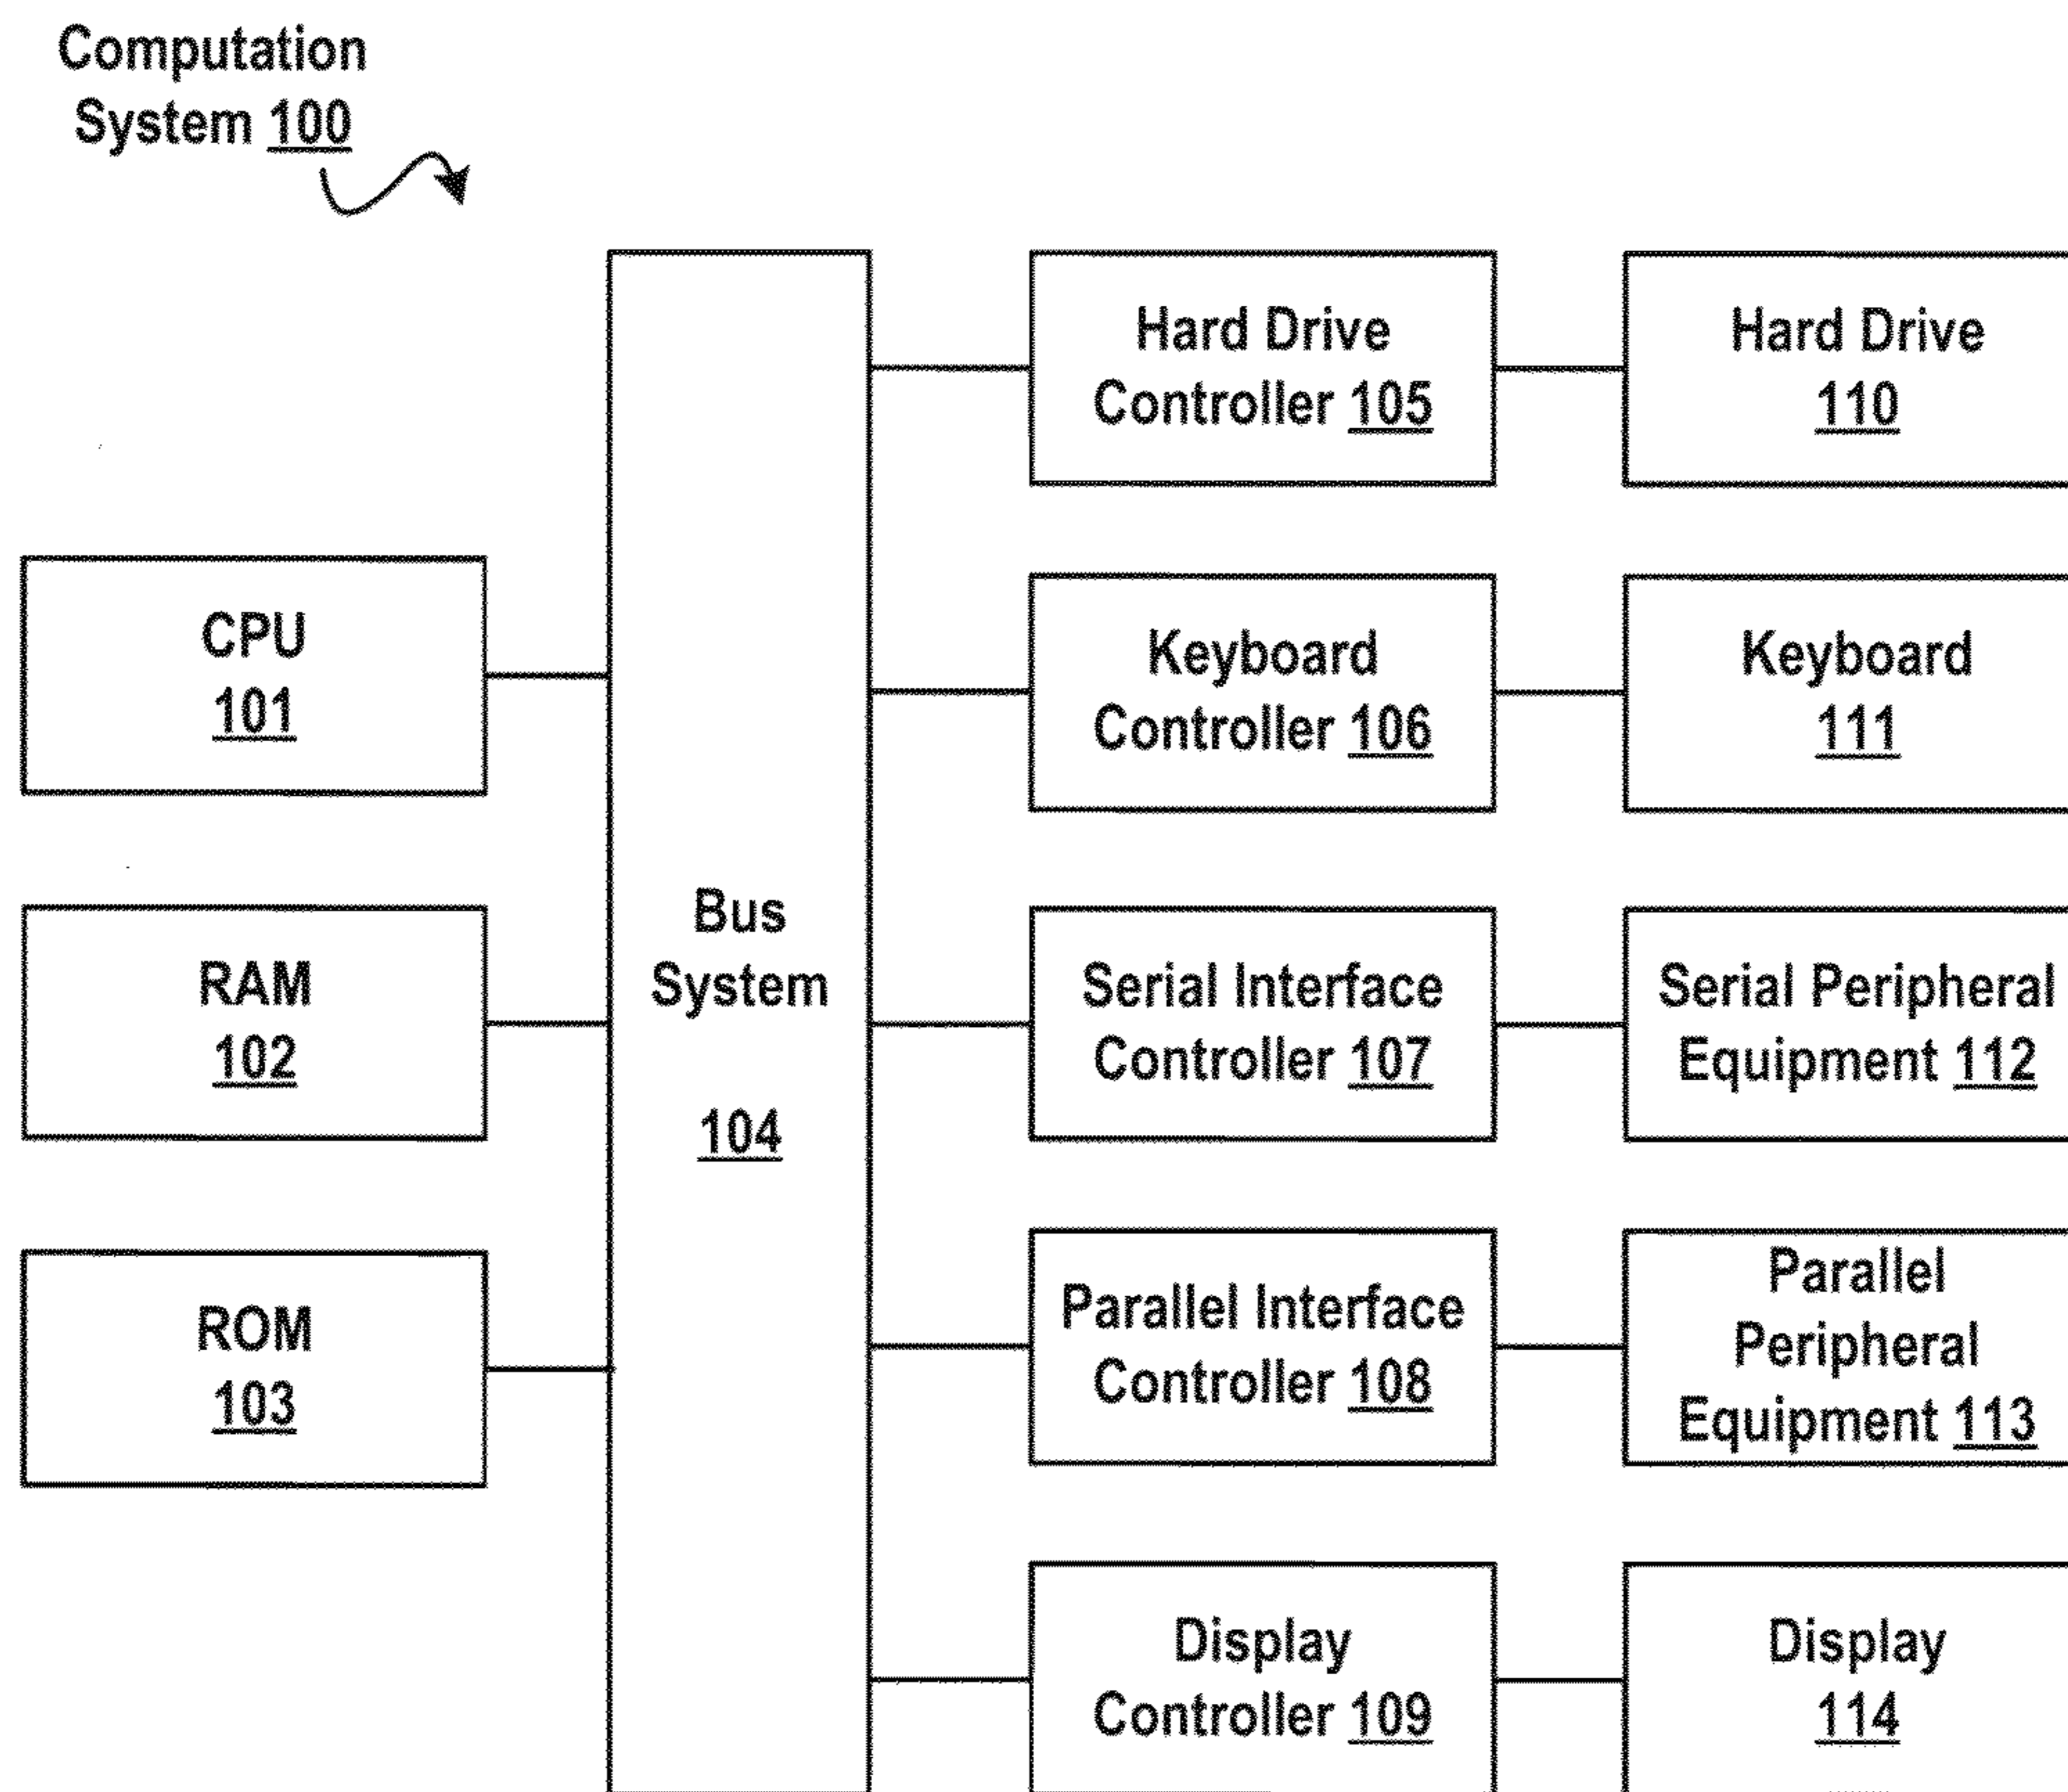 Computation
System 100
Hard Drive
Controller 105
Hard Drive
110
CPU
101
Keyboard
Controller 106
Keyboard
111
RAM
102
Bus
System
104
Serial Interface
Controller 107
Serial Peripheral
Equipment 112
ROM
103
Parallel Interface
Controller 108
Parallel
Peripheral
Equipment 113
Display
Controller 109
Display
114